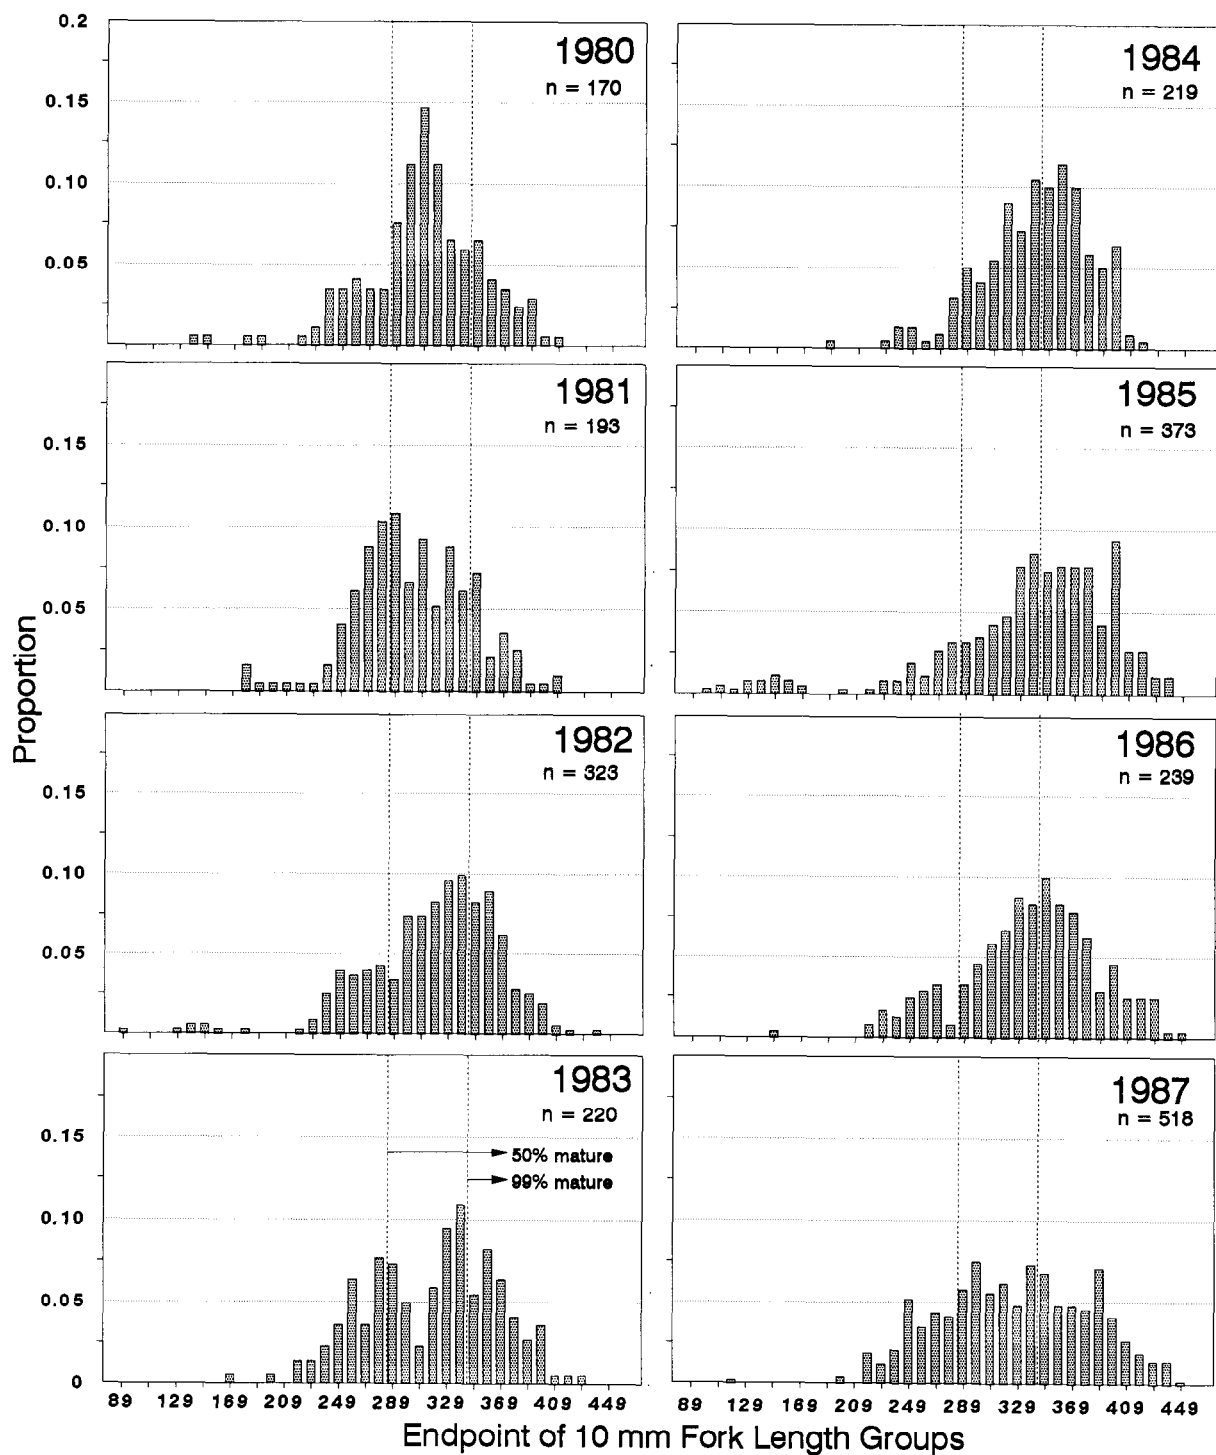 0.2
1980
n = 170
0.15
0.10
0.05
1984
n = 219
1981
n = 193
0.15
0.10
0.05
1985
n = 373
Proportion
1982
n = 323
0.15
0.10
0.05
1986
n = 239
1983
n = 220
0.15
50% mature
99% mature
0.10
0.05
0
1987
n = 518
89 129 169 209 249 289 329 369 409 449
89 129 169 209 249 289 329 369 409 449
Endpoint of 10 mm Fork Length Groups